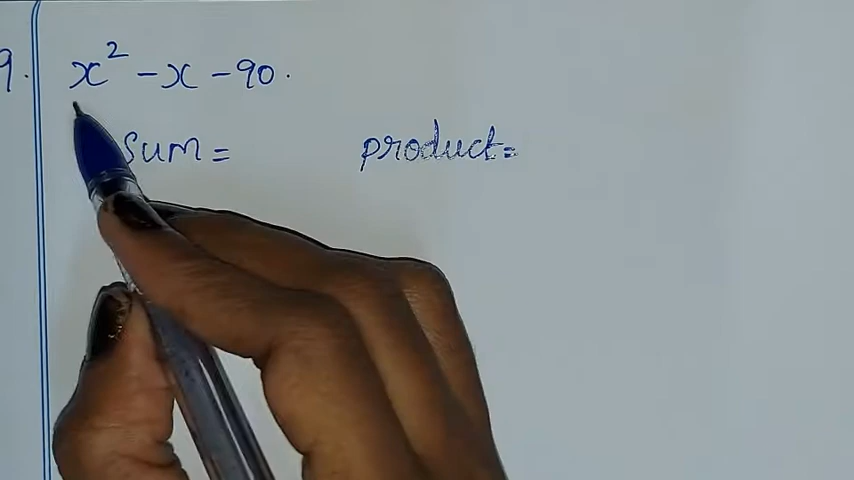 9. x² - x - 90.
Sum = product =